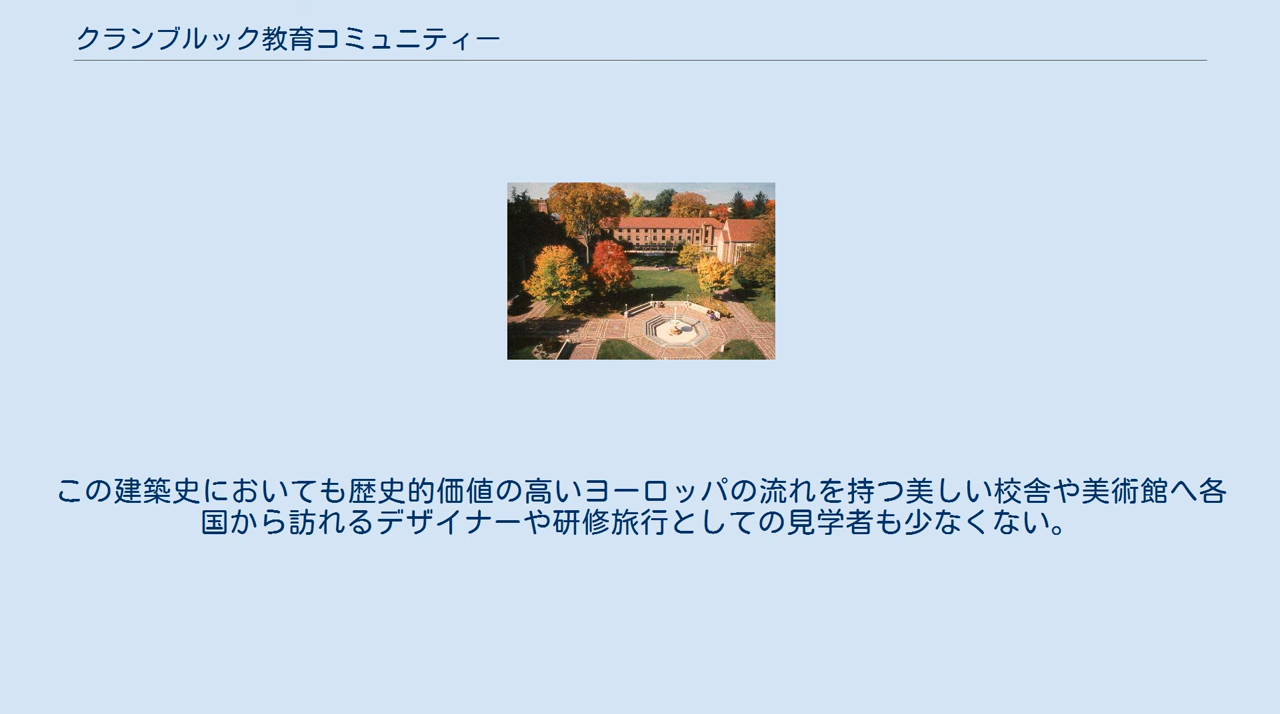 クランブルック教育コミュニティー
この建築史においても歴史的価値の高いヨーロッパの流れを持つ美しい校舎や美術館へ各
国から訪れるデザイナーや研修旅行としての見学者も少なくない。